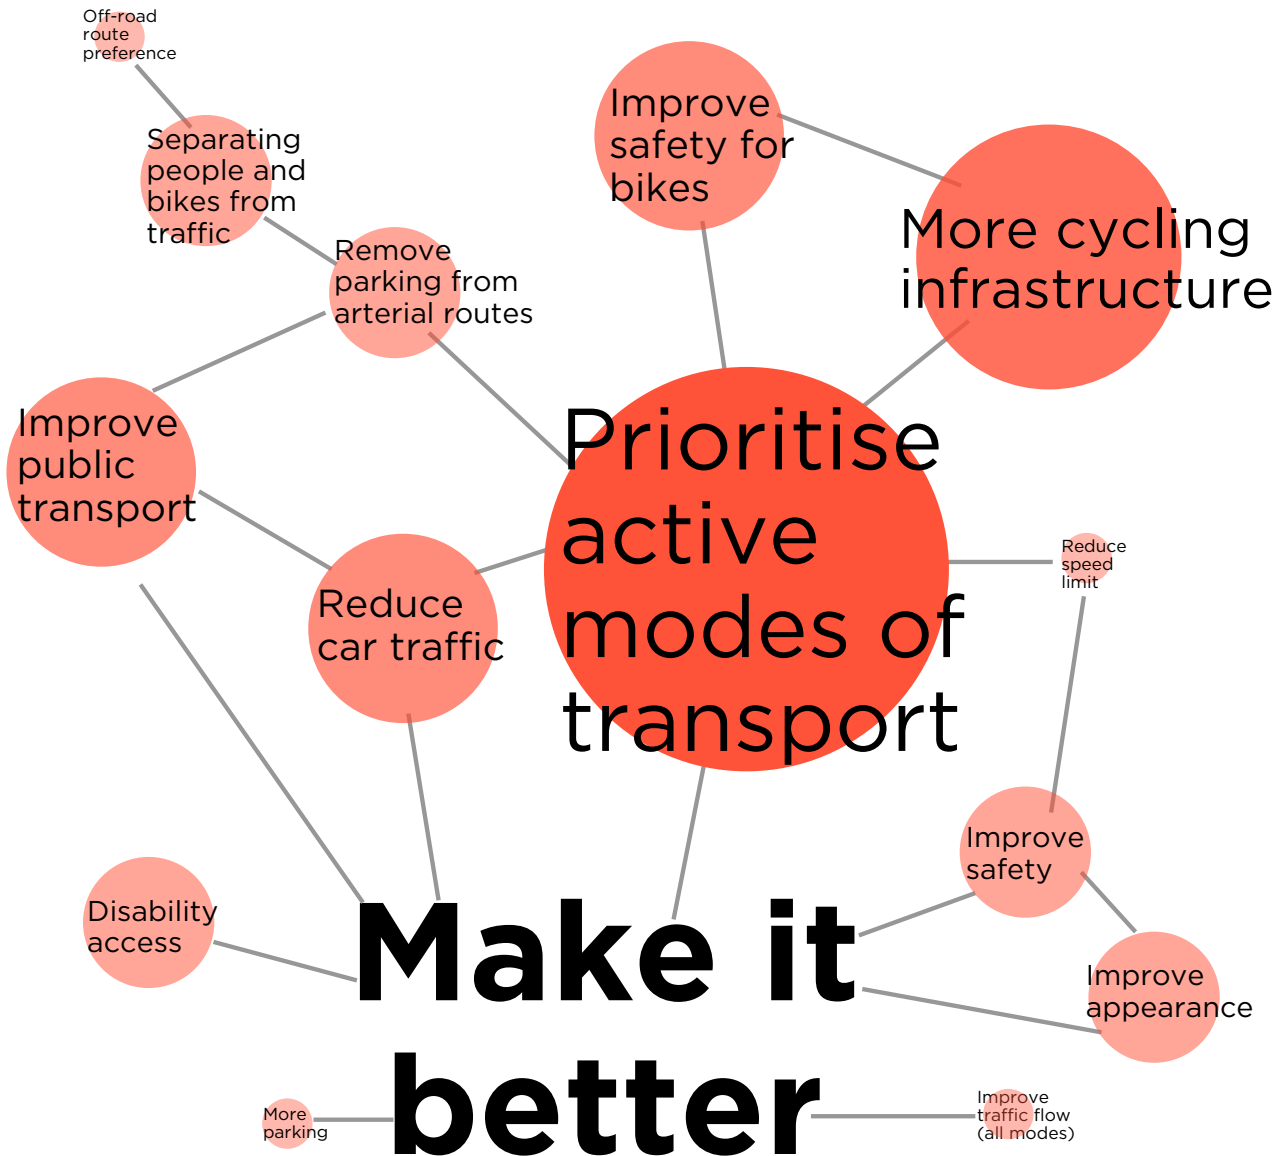 Off-road
route
preference
Separating
people and
bikes from
traffic
Improve
safety for
bikes
More cycling
infrastructure
Remove
parking from
arterial routes
Improve
public
transport
Prioritise
active
modes of
transport
Reduce
speed
limit
Reduce
car traffic
Improve
safety
Disability
access
Make it
better
Improve
appearance
More
parking
Improve
traffic flow
(all modes)